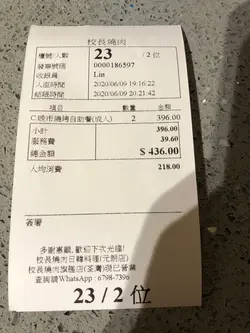 校長燒肉
檯號/人數 23 / 2 位
發票號碼 0000186597
收銀員 Lin
入座時間 2020/06/09 19:16:22
結賬時間 2020/06/09 20:21:42
項目 數量 金額
C.晚市燒烤自助餐(成人) 2 396.00
小計 396.00
服務費 39.60
總金額 $ 436.00
人均消費 218.00
簽署
多謝惠顧, 歡迎下次光臨!
校長燒肉日韓料理(元朗店)
校長燒肉旗艦店(荃灣)現已營業
查詢請WhatsApp : 6798-7396
23 / 2 位